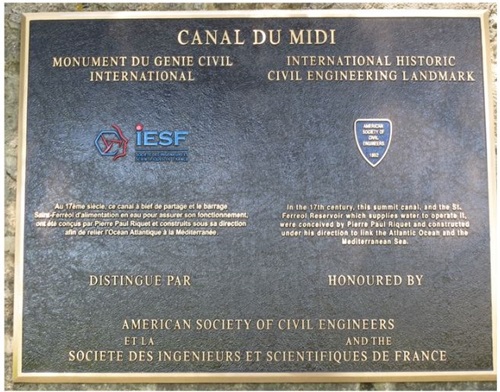 CANAL DU MIDI
MONUMENT DU GENIE CIVIL
INTERNATIONAL
INTERNATIONAL HISTORIC
CIVIL ENGINEERING LANDMARK
iESF
AMERICAN
SOCIETY OF
CIVIL
ENGINEERS
1852
Au 17ème siècle, ce canal à bief de partage et le barrage
Saint-Ferréol d'alimentation en eau pour assurer son fonctionnement,
ont été conçus par Pierre Paul Riquet et construits sous sa direction
afin de relier l'Océan Atlantique à la Méditerranée
In the 17th century, this summit canal, and the St.
Ferreol Reservoir which supplies water to operate it,
were conceived by Pierre Paul Riquet and constructed
under his direction to link the Atlantic Ocean and the
Mediterranean Sea.
DISTINGUE PAR
HONOURED BY
AMERICAN SOCIETY OF CIVIL ENGINEERS
ET LA AND THE
SOCIETE DES INGENIEURS ET SCIENTIFIQUES DE FRANCE